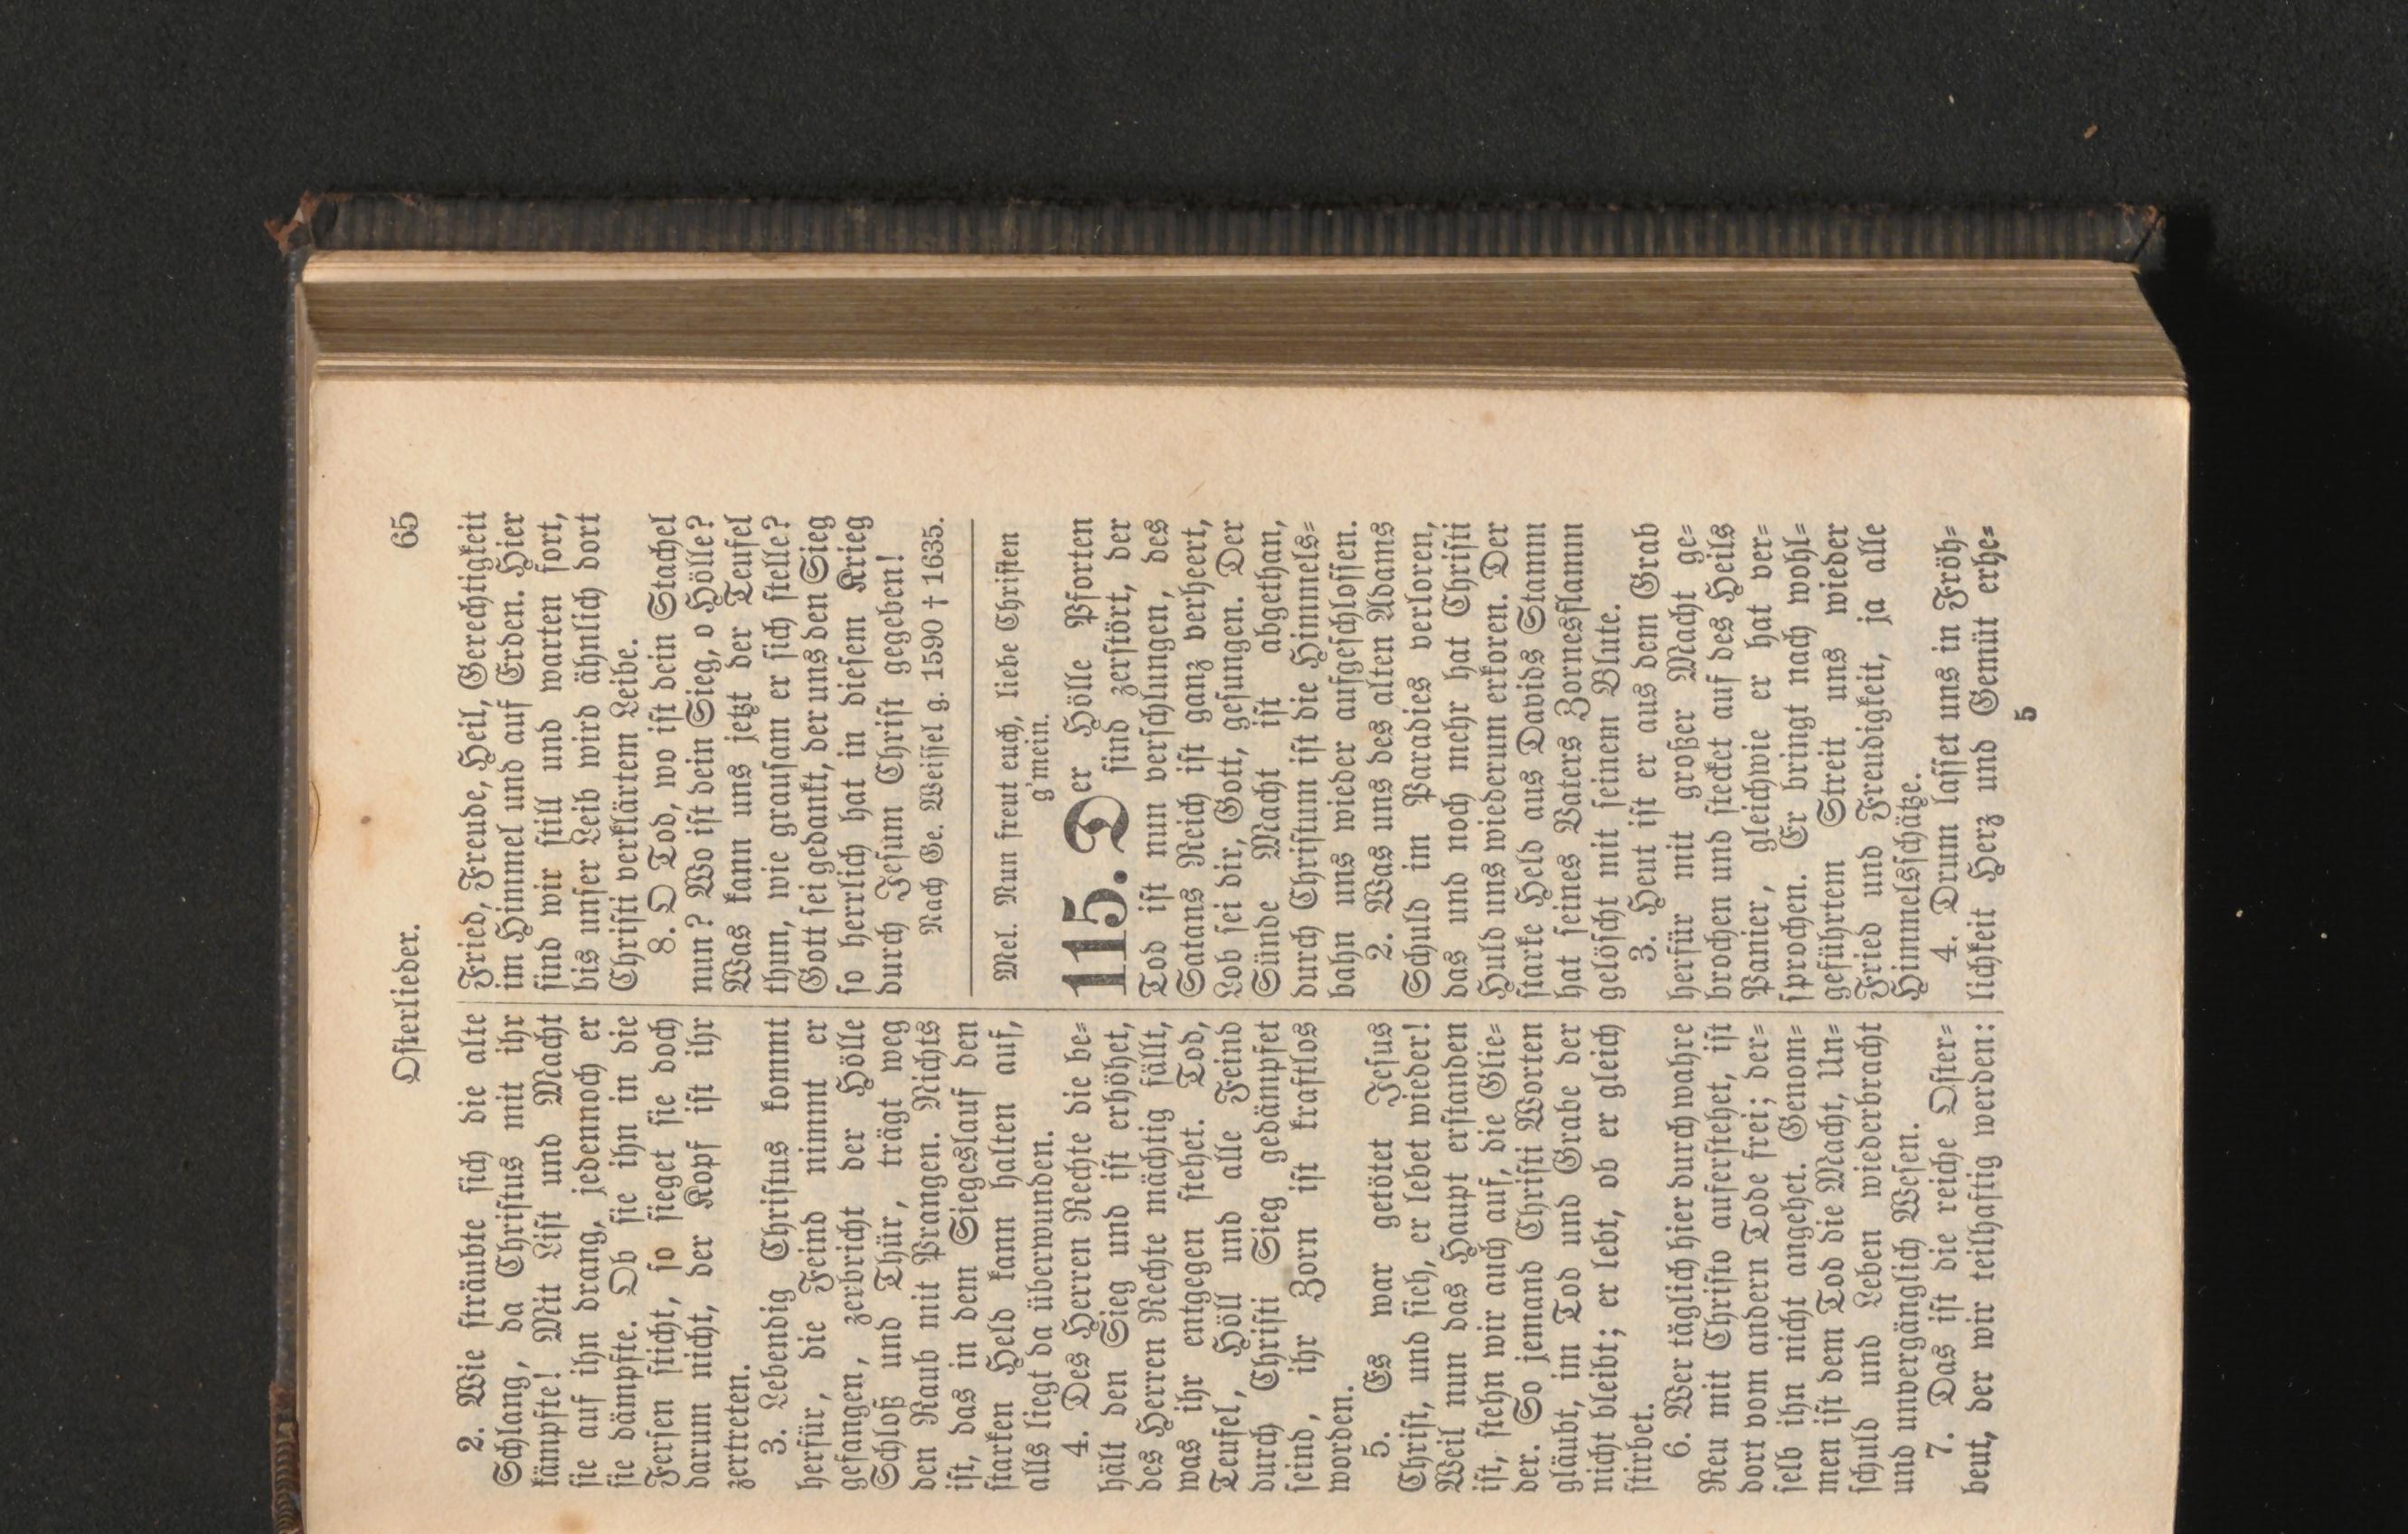 Osterlieder. 65
2. Wie sträubte sich die alte
Schlang, da Christus mit ihr
kämpfte! Mit List und Macht
sie auf ihn drang, jedennoch er
sie dämpfte. Ob sie ihn in die
Fersen sticht, so sieget sie doch
darum nicht, der Kopf ist ihr
zertreten.
3. Lebendig Christus kommt
herfür, die Feind nimmt er
gefangen, zerbricht der Hölle
Schloß und Thür, trägt weg
den Raub mit Prangen. Nichts
ist, das in dem Siegeslauf den
starken Held kann halten auf,
alls liegt da überwunden.
4. Des Herren Rechte die be-
hält den Sieg und ist erhöhet,
des Herren Rechte mächtig fällt,
was ihr entgegen stehet. Tod,
Teufel, Höll und alle Feind
durch Christi Sieg gedämpfet
seind, ihr Zorn ist kraftlos
worden.
5. Es war getötet Jesus
Christ, und sieh, er lebet wieder!
Weil nun das Haupt erstanden
ist, stehn wir auch auf, die Glie-
der. So jemand Christi Worten
gläubt, im Tod und Grabe der
nicht bleibt; er lebt, ob er gleich
stirbet.
6. Wer täglich hier durch wahre
Reu mit Christo auferstehet, ist
dort vom andern Tode frei; der-
selb ihn nicht angehet. Genom-
men ist dem Tod die Macht, Un-
schuld und Leben wiederbracht
und unvergänglich Wesen.
7. Das ist die reiche Oster-
beut, der wir teilhaftig werden:
Fried, Freude, Heil, Gerechtigkeit
im Himmel und auf Erden. Hier
sind wir still und warten fort,
bis unser Leib wird ähnlich dort
Christi verklärtem Leibe.
8. O Tod, wo ist dein Stachel
nun? Wo ist dein Sieg, o Hölle?
Was kann uns jetzt der Teufel
thun, wie grausam er sich stelle?
Gott sei gedankt, der uns den Sieg
so herrlich hat in diesem Krieg
durch Jesum Christ gegeben!
Nach Ge. Weissel g. 1590 † 1635.
Mel. Nun freut euch, liebe Christen
g'mein.
115. Der Hölle Pforten
sind zerstört, der
Tod ist nun verschlungen, des
Satans Reich ist ganz verheert,
Lob sei dir, Gott, gesungen. Der
Sünde Macht ist abgethan,
durch Christum ist die Himmels-
bahn uns wieder aufgeschlossen.
2. Was uns des alten Adams
Schuld im Paradies verloren,
das und noch mehr hat Christi
Huld uns wiederum erkoren. Der
starke Held aus Davids Stamm
hat seines Vaters Zornesflamm
gelöscht mit seinem Blute.
3. Heut ist er aus dem Grab
herfür mit großer Macht ge-
brochen und stecket auf des Heils
Panier, gleichwie er hat ver-
sprochen. Er bringt nach wohl-
geführtem Streit uns wieder
Fried und Freudigkeit, ja alle
Himmelsschätze.
4. Drum lasset uns in Fröh-
lichkeit Herz und Gemüt erhe-
5